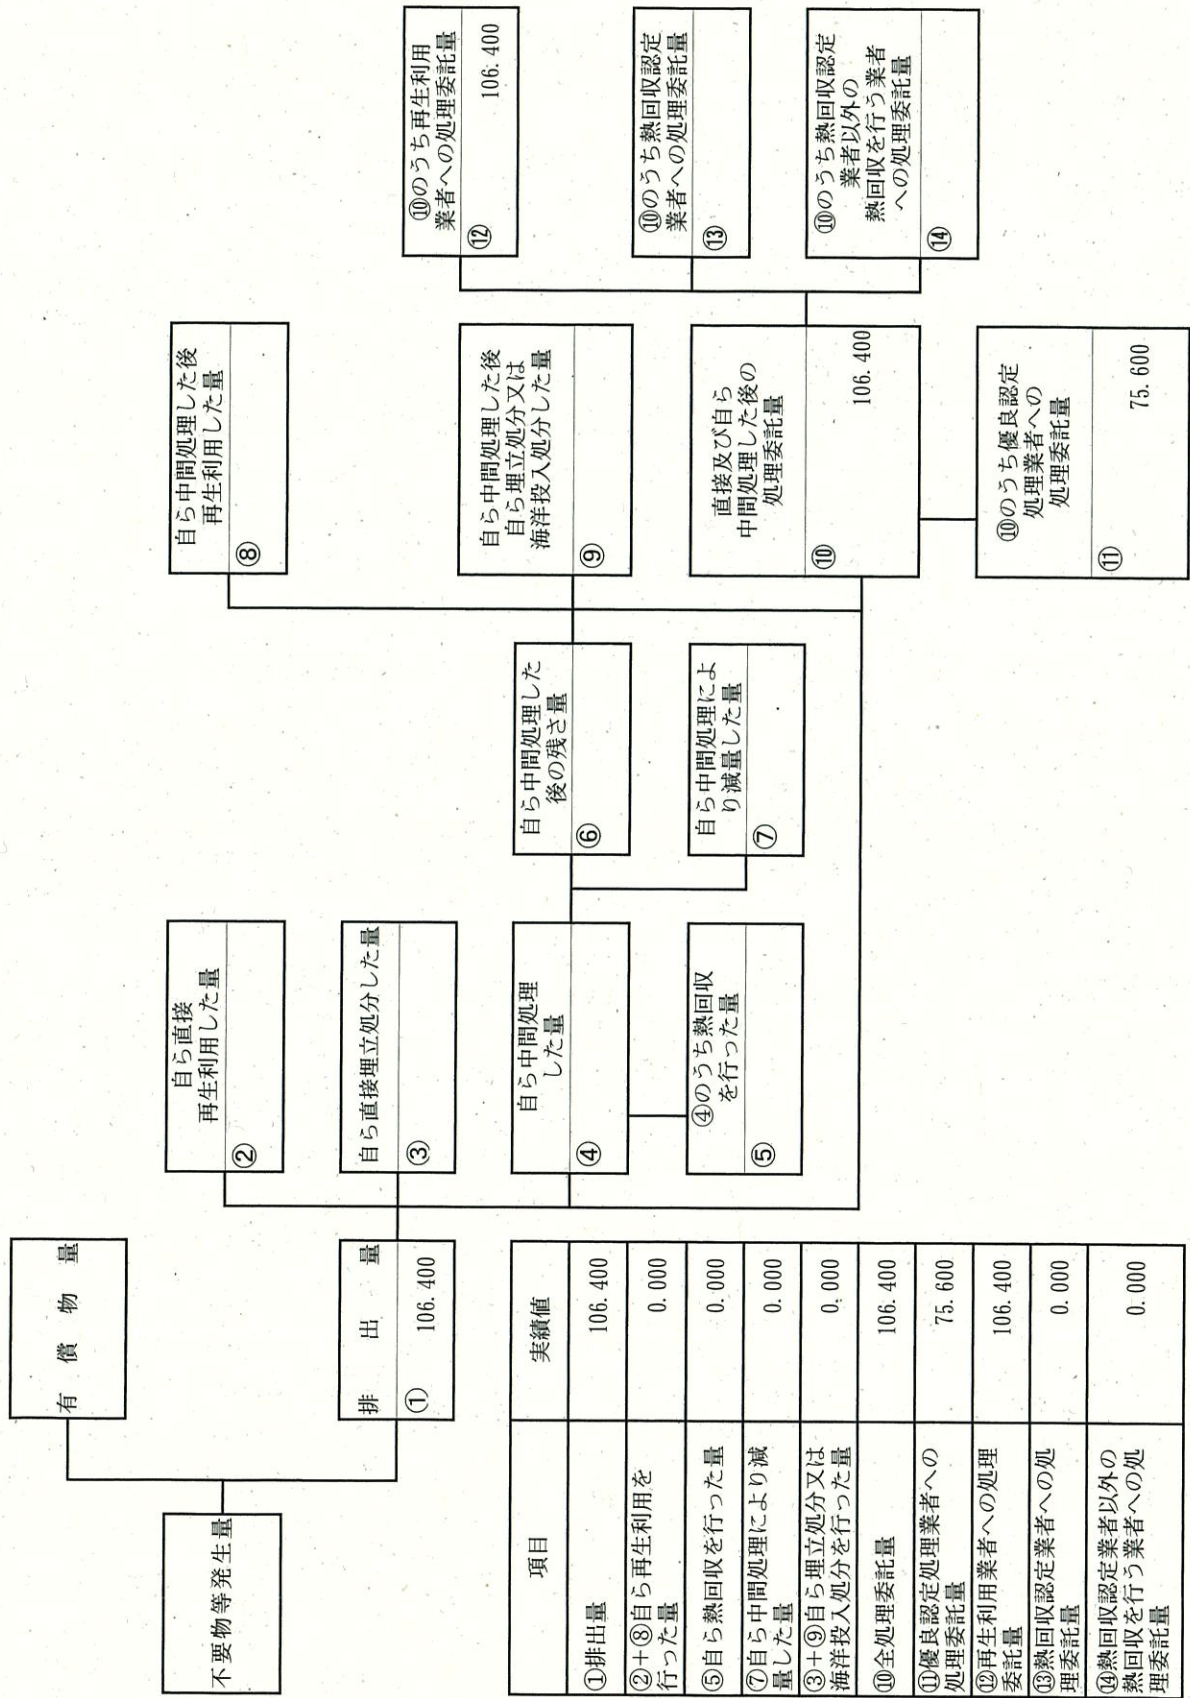 不要物等発生量
有 償 物 量
排 出 量
① 106.400
自ら直接
再生利用した量
②
自ら直接埋立処分した量
③
自ら中間処理
した量
④
④のうち熱回収
を行った量
⑤
自ら中間処理した
後の残さ量
⑥
自ら中間処理によ
り減量した量
⑦
自ら中間処理した後
再生利用した量
⑧
自ら中間処理した後
自ら埋立処分又は
海洋投入処分した量
⑨
直接及び自ら
中間処理した後の
処理委託量
⑩ 106.400
⑩のうち優良認定
処理業者への
処理委託量
⑪ 75.600
⑩のうち再生利用
業者への処理委託量
⑫ 106.400
⑩のうち熱回収認定
業者への処理委託量
⑬
⑩のうち熱回収認定
業者以外の
熱回収を行う業者
への処理委託量
⑭
項目 実績値
①排出量 106.400
②+⑧自ら再生利用を
行った量 0.000
⑤自ら熱回収を行った量 0.000
⑦自ら中間処理により減
量した量 0.000
③+⑨自ら埋立処分又は
海洋投入処分を行った量 0.000
⑩全処理委託量 106.400
⑪優良認定処理業者への
処理委託量 75.600
⑫再生利用業者への処理
委託量 106.400
⑬熱回収認定業者への処
理委託量 0.000
⑭熱回収認定業者以外の
熱回収を行う業者への処
理委託量 0.000